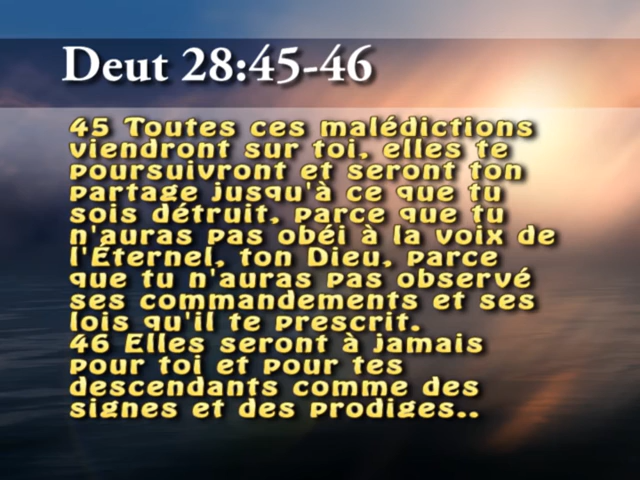 Deut 28:45-46
45 Toutes ces malédictions
viendront sur toi, elles te
poursuivront et seront ton
partage jusqu'à ce que tu
sois détruit, parce que tu
n'auras pas obéi à la voix de
l'Éternel, ton Dieu, parce
que tu n'auras pas observé
ses commandements et ses
lois qu'il te prescrit.
46 Elles seront à jamais
pour toi et pour tes
descendants comme des
signes et des prodiges..